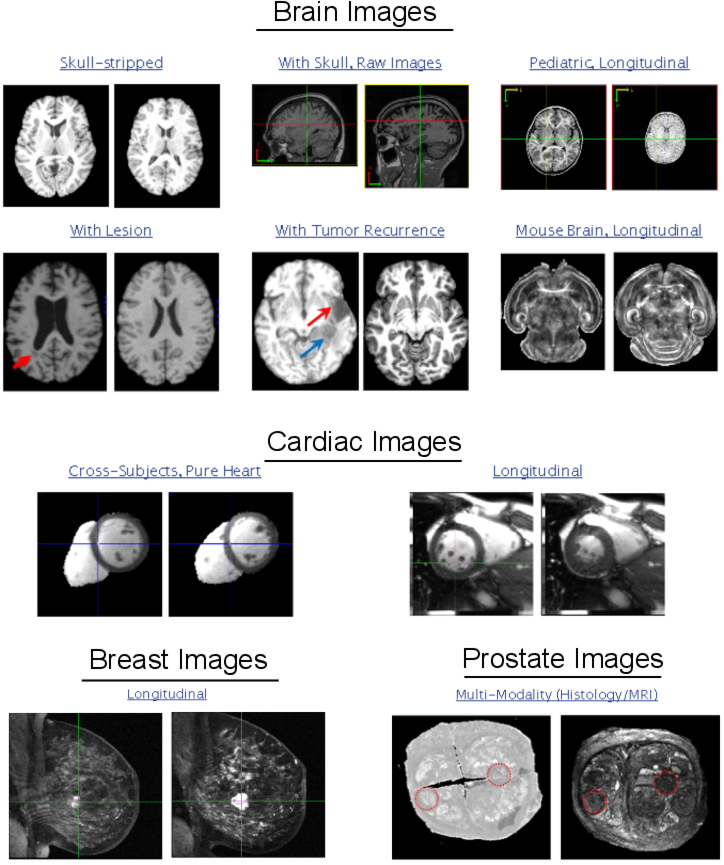 Brain Images
Skull-stripped
With Skull, Raw Images
Pediatric, Longitudinal
With Lesion
With Tumor Recurrence
Mouse Brain, Longitudinal
Cardiac Images
Cross-Subjects, Pure Heart
Longitudinal
Breast Images
Prostate Images
Longitudinal
Multi-Modality (Histology/MRI)